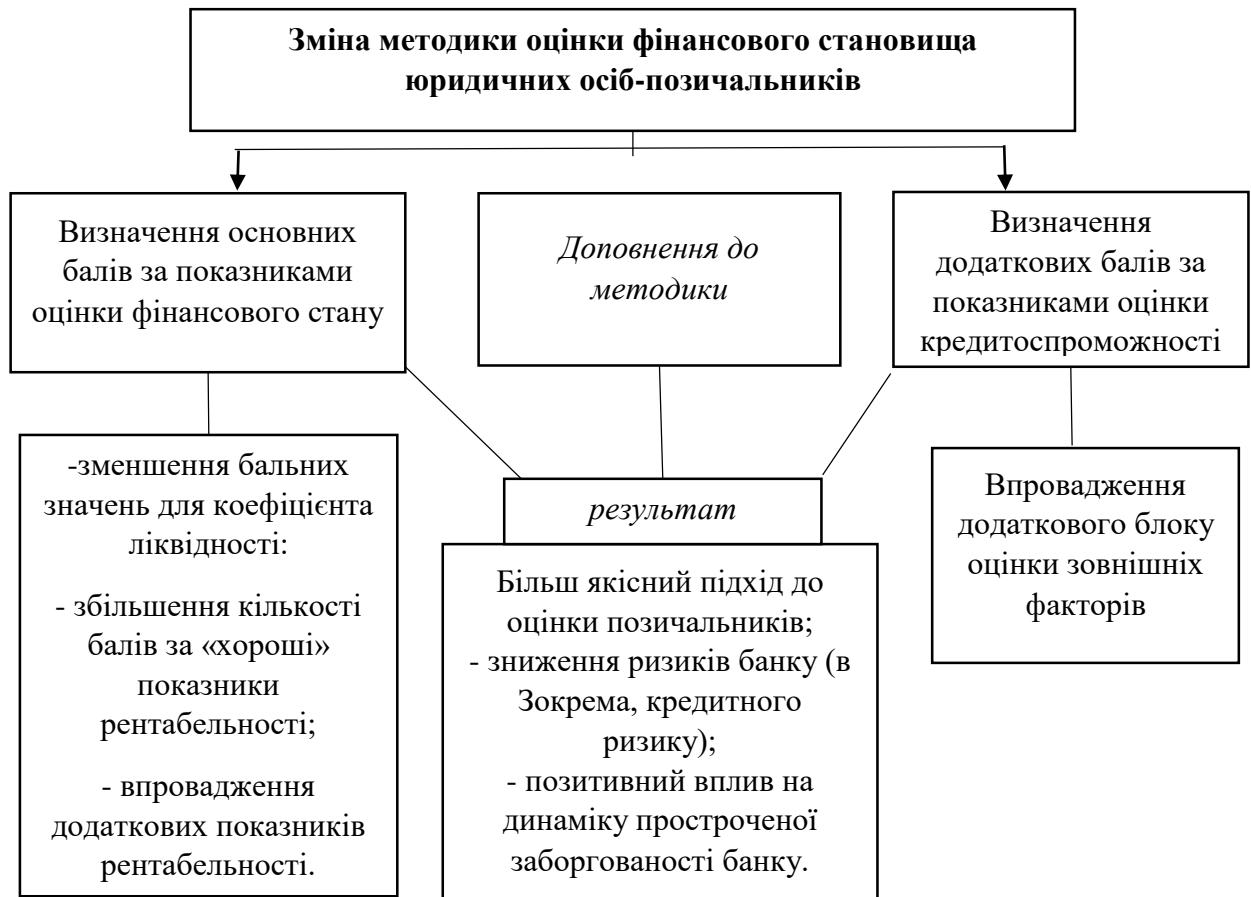 Зміна методики оцінки фінансового становища
юридичних осіб-позичальників
Визначення основних
балів за показниками
оцінки фінансового стану
Доповнення до
методики
Визначення
додаткових балів за
показниками оцінки
кредитоспроможності
-зменшення бальних
значень для коефіцієнта
ліквідності:
- збільшення кількості
балів за «хороші»
показники
рентабельності;
- впровадження
додаткових показників
рентабельності.
результат
Більш якісний підхід до
оцінки позичальників;
- зниження ризиків банку (в
Зокрема, кредитного
ризику);
- позитивний вплив на
динаміку простроченої
заборгованості банку.
Впровадження
додаткового блоку
оцінки зовнішніх
факторів